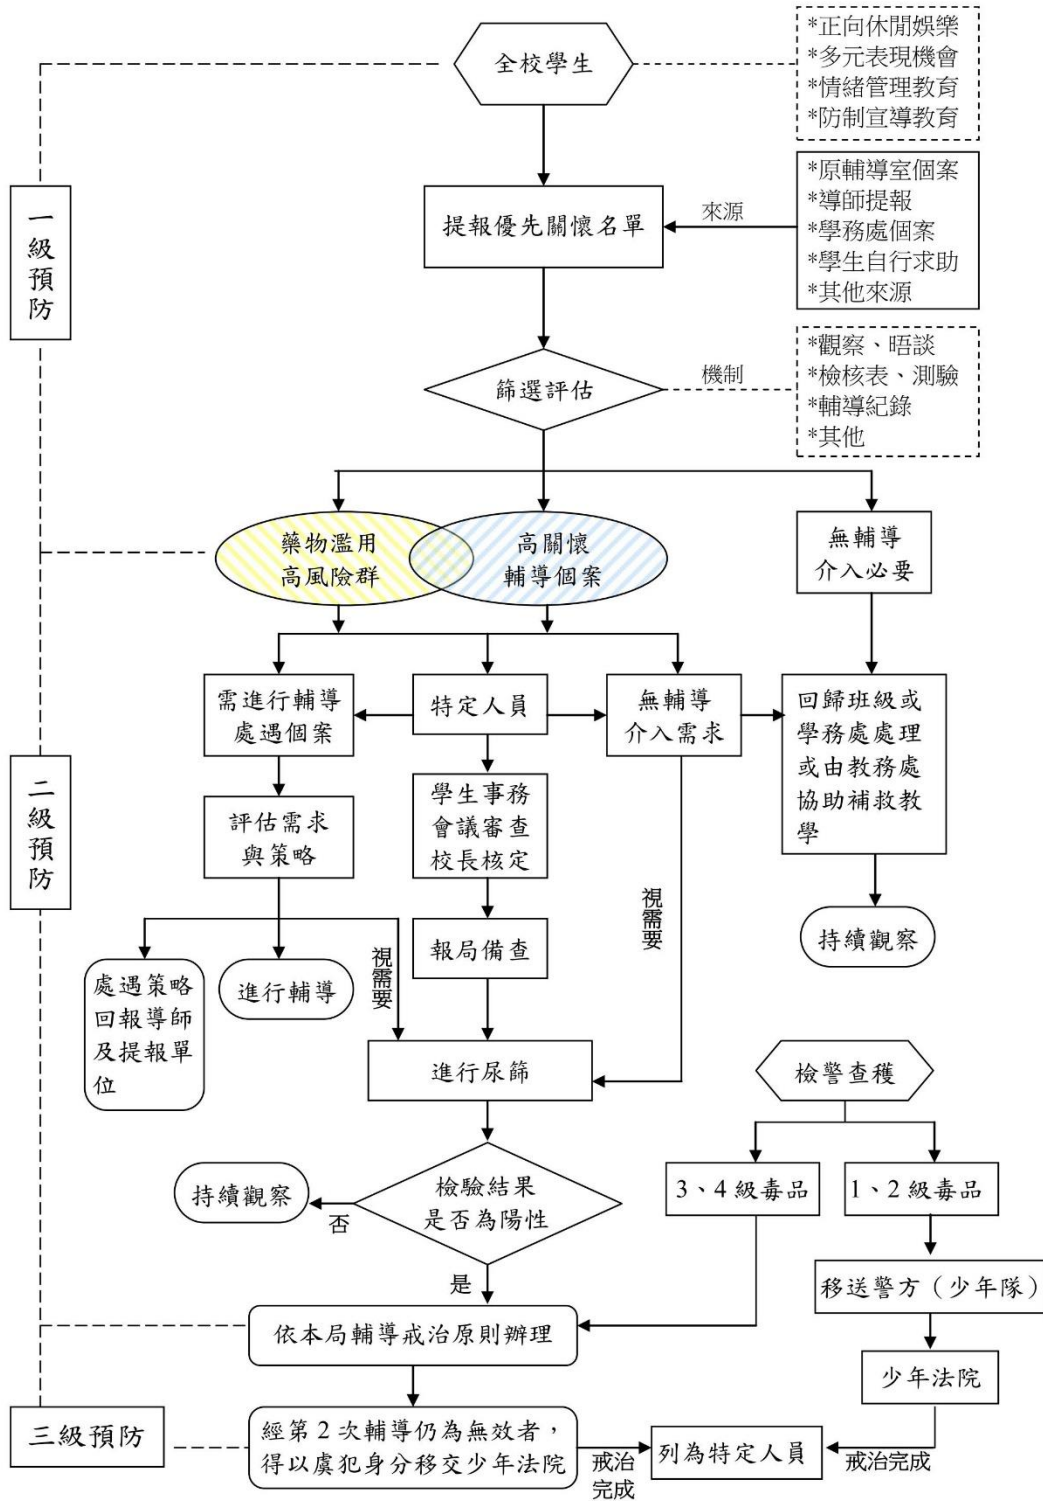 全校學生
*正向休閒娛樂
*多元表現機會
*情緒管理教育
*防制宣導教育
一級預防
提報優先關懷名單
來源
*原輔導室個案
*導師提報
*學務處個案
*學生自行求助
*其他來源
篩選評估
機制
*觀察、晤談
*檢核表、測驗
*輔導紀錄
*其他
藥物濫用
高風險群
高關懷
輔導個案
無輔導
介入必要
二級預防
需進行輔導
處遇個案
特定人員
無輔導
介入需求
回歸班級或
學務處處理
或由教務處
協助補救教
學
評估需求
與策略
學生事務
會議審查
校長核定
視需要
持續觀察
處遇策略
回報導師
及提報單
位
進行輔導
視需要
報局備查
進行尿篩
檢警查獲
持續觀察
否
檢驗結果
是否為陽性
是
3、4級毒品
1、2級毒品
移送警方（少年隊）
依本局輔導戒治原則辦理
少年法院
三級預防
經第2次輔導仍為無效者，
得以虞犯身分移交少年法院
戒治
完成
列為特定人員
戒治完成